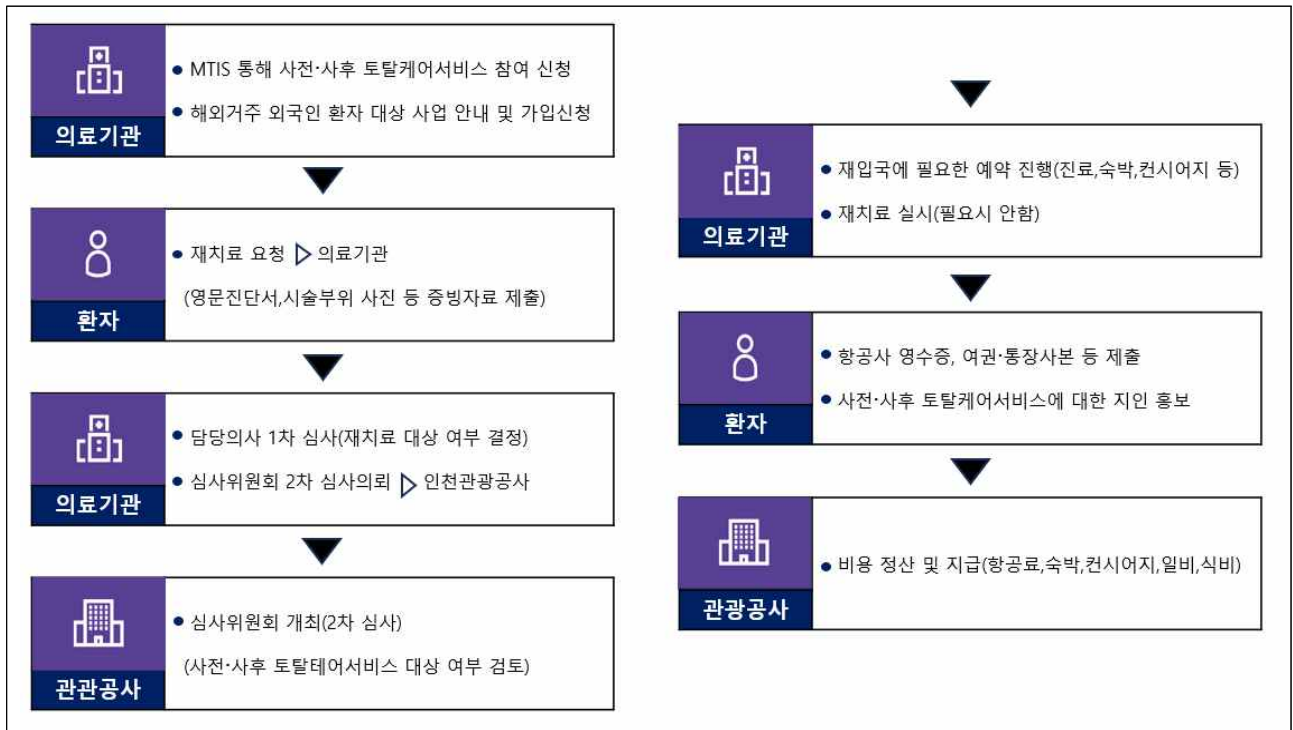 ● MTIS 통해 사전·사후 토탈케어서비스 참여 신청
● 해외거주 외국인 환자 대상 사업 안내 및 가입신청
의료기관
● 재치료 요청 ▷ 의료기관
(영문진단서,시술부위 사진 등 증빙자료 제출)
환자
● 담당의사 1차 심사(재치료 대상 여부 결정)
● 심사위원회 2차 심사의뢰 ▷ 인천관광공사
의료기관
● 심사위원회 개최(2차 심사)
(사전·사후 토탈테어서비스 대상 여부 검토)
관관공사
● 재입국에 필요한 예약 진행(진료,숙박,컨시어지 등)
● 재치료 실시(필요시 안함)
의료기관
● 항공사 영수증, 여권·통장사본 등 제출
● 사전·사후 토탈케어서비스에 대한 지인 홍보
환자
● 비용 정산 및 지급(항공료,숙박,컨시어지,일비,식비)
관광공사